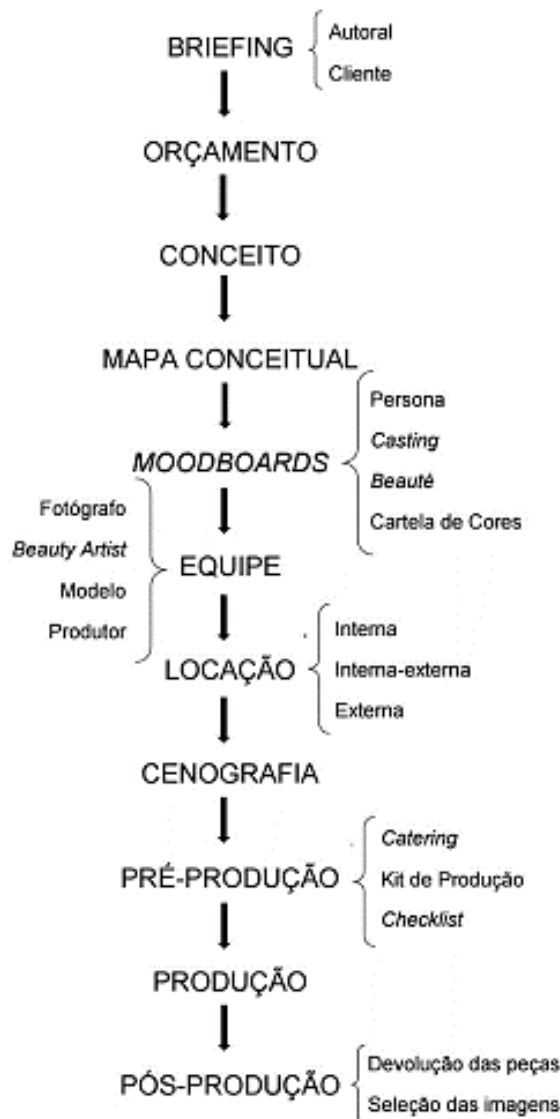 BRIEFING
Autoral
Cliente
ORÇAMENTO
CONCEITO
MAPA CONCEITUAL
MOODBOARDS
Persona
Casting
Beauté
Cartela de Cores
Fotógrafo
Beauty Artist
Modelo
Produtor
EQUIPE
LOCAÇÃO
Interna
Interna-externa
Externa
CENOGRAFIA
PRÉ-PRODUÇÃO
Catering
Kit de Produção
Checklist
PRODUÇÃO
PÓS-PRODUÇÃO
Devolução das peças
Seleção das imagens